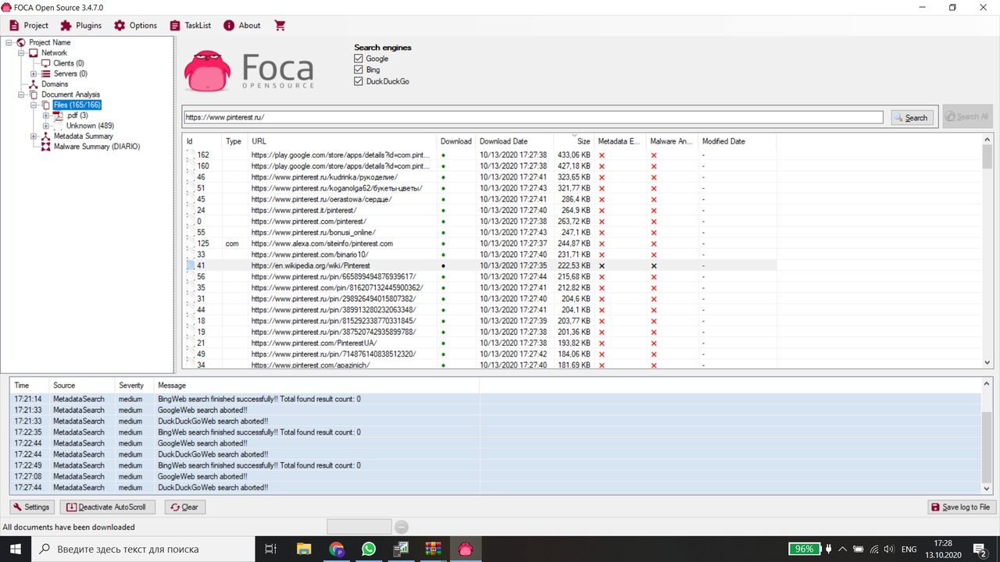 FOCA Open Source 3.4.7.0
Project Plugins Options TaskList About
Project Name
Network
Clients (0)
Servers (0)
Domains
Document Analysis
Files (165/166)
.pdf (3)
Unknown (489)
Metadata Summary
Malware Summary (DIARIO)
Foca
OPENSOURCE
Search engines
Google
Bing
DuckDuckGo
https://www.pinterest.ru/ Search Search All
Id Type URL Download Download Date Size Metadata E... Malware An... Modified Date
162 https://play.google.com/store/apps/details?id=com.pint... 10/13/2020 17:27:38 433,06 KB -
160 https://play.google.com/store/apps/details?id=com.pint... 10/13/2020 17:27:38 427,18 KB -
46 https://www.pinterest.ru/kudrinka/рукоделие/ 10/13/2020 17:27:41 323,65 KB -
51 https://www.pinterest.ru/koganolga62/букеты-цветы/ 10/13/2020 17:27:43 321,77 KB -
45 https://www.pinterest.ru/oerastowa/сердце/ 10/13/2020 17:27:41 286,4 KB -
24 https://www.pinterest.it/pinterest/ 10/13/2020 17:27:40 264,9 KB -
0 https://www.pinterest.com/pinterest/ 10/13/2020 17:27:38 263,72 KB -
55 https://www.pinterest.ru/bonusi_online/ 10/13/2020 17:27:43 247,1 KB -
125 com https://www.alexa.com/siteinfo/pinterest.com 10/13/2020 17:27:37 244,87 KB -
33 https://www.pinterest.com/binario10/ 10/13/2020 17:27:40 231,71 KB -
41 https://en.wikipedia.org/wiki/Pinterest 10/13/2020 17:27:35 222,53 KB -
56 https://www.pinterest.ru/pin/665899494876939617/ 10/13/2020 17:27:44 215,68 KB -
35 https://www.pinterest.com/pin/816207132445900362/ 10/13/2020 17:27:41 212,82 KB -
31 https://www.pinterest.ru/pin/298926494015807382/ 10/13/2020 17:27:40 204,6 KB -
44 https://www.pinterest.ru/pin/389913280232063348/ 10/13/2020 17:27:41 204,1 KB -
18 https://www.pinterest.ru/pin/815292338770331845/ 10/13/2020 17:27:39 203,77 KB -
19 https://www.pinterest.ru/pin/387520742935899788/ 10/13/2020 17:27:38 201,36 KB -
21 https://www.pinterest.com/PinterestUA/ 10/13/2020 17:27:38 193,82 KB -
49 https://www.pinterest.ru/pin/714876140838512320/ 10/13/2020 17:27:42 184,06 KB -
34 https://www.pinterest.com/apazinich/ 10/13/2020 17:27:40 181,69 KB -
Time Source Severity Message
17:21:14 MetadataSearch medium BingWeb search finished successfully!! Total found result count: 0
17:21:33 MetadataSearch medium GoogleWeb search aborted!!
17:21:33 MetadataSearch medium DuckDuckGoWeb search aborted!!
17:22:35 MetadataSearch medium BingWeb search finished successfully!! Total found result count: 0
17:22:44 MetadataSearch medium GoogleWeb search aborted!!
17:22:44 MetadataSearch medium DuckDuckGoWeb search aborted!!
17:22:49 MetadataSearch medium BingWeb search finished successfully!! Total found result count: 0
17:27:08 MetadataSearch medium GoogleWeb search aborted!!
17:27:44 MetadataSearch medium DuckDuckGoWeb search aborted!!
Settings Deactivate AutoScroll Clear Save log to File
All documents have been downloaded
Введите здесь текст для поиска 96% ENG 17:28
13.10.2020 2